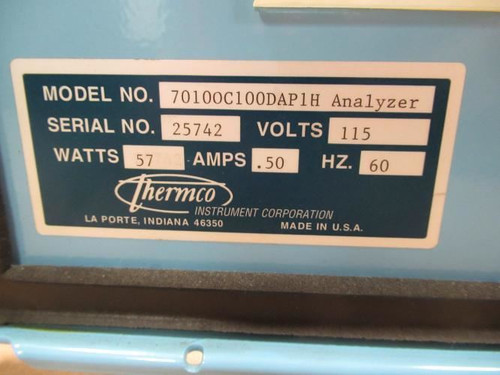 MODEL NO. 70100C100DAP1H Analyzer
SERIAL NO. 25742 VOLTS 115
WATTS 57 AMPS .50 HZ. 60
Thermco
INSTRUMENT CORPORATION
LA PORTE, INDIANA 46350 MADE IN U.S.A.